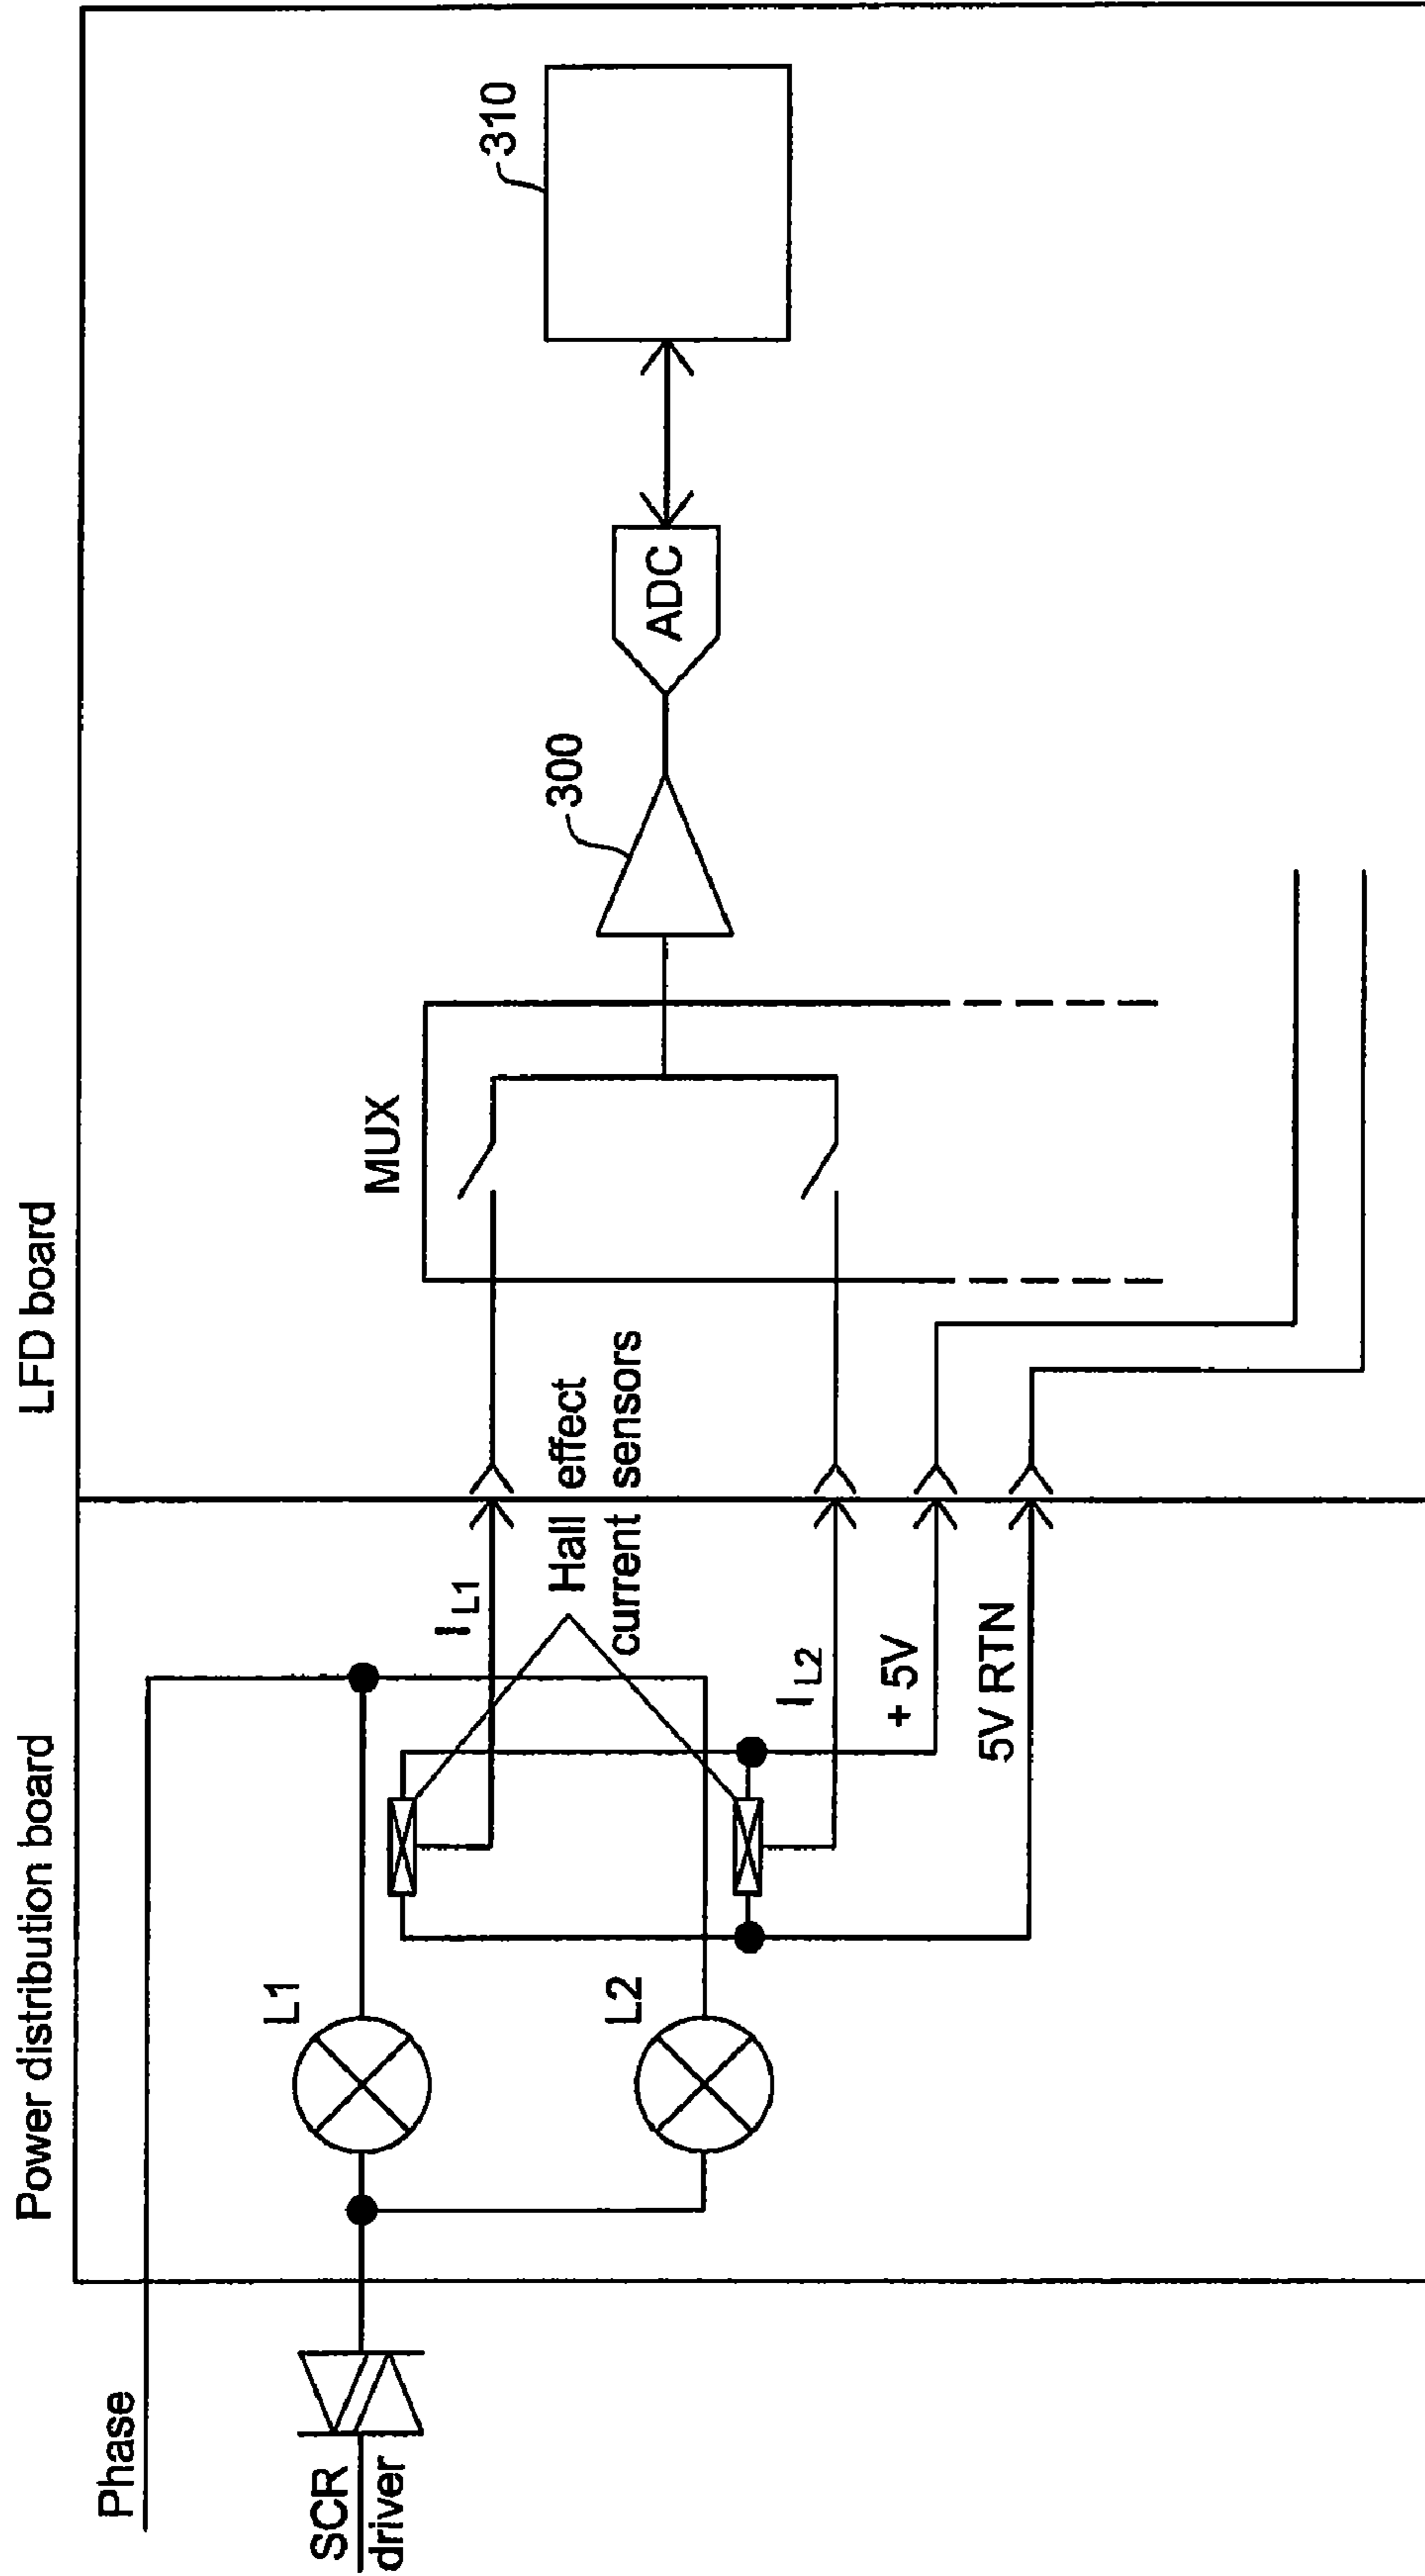 Power distribution board
LFD board
Phase
SCR
driver
L1
L2
I L1
Hall effect
current sensors
I L2
+ 5V
5V RTN
MUX
300
ADC
310